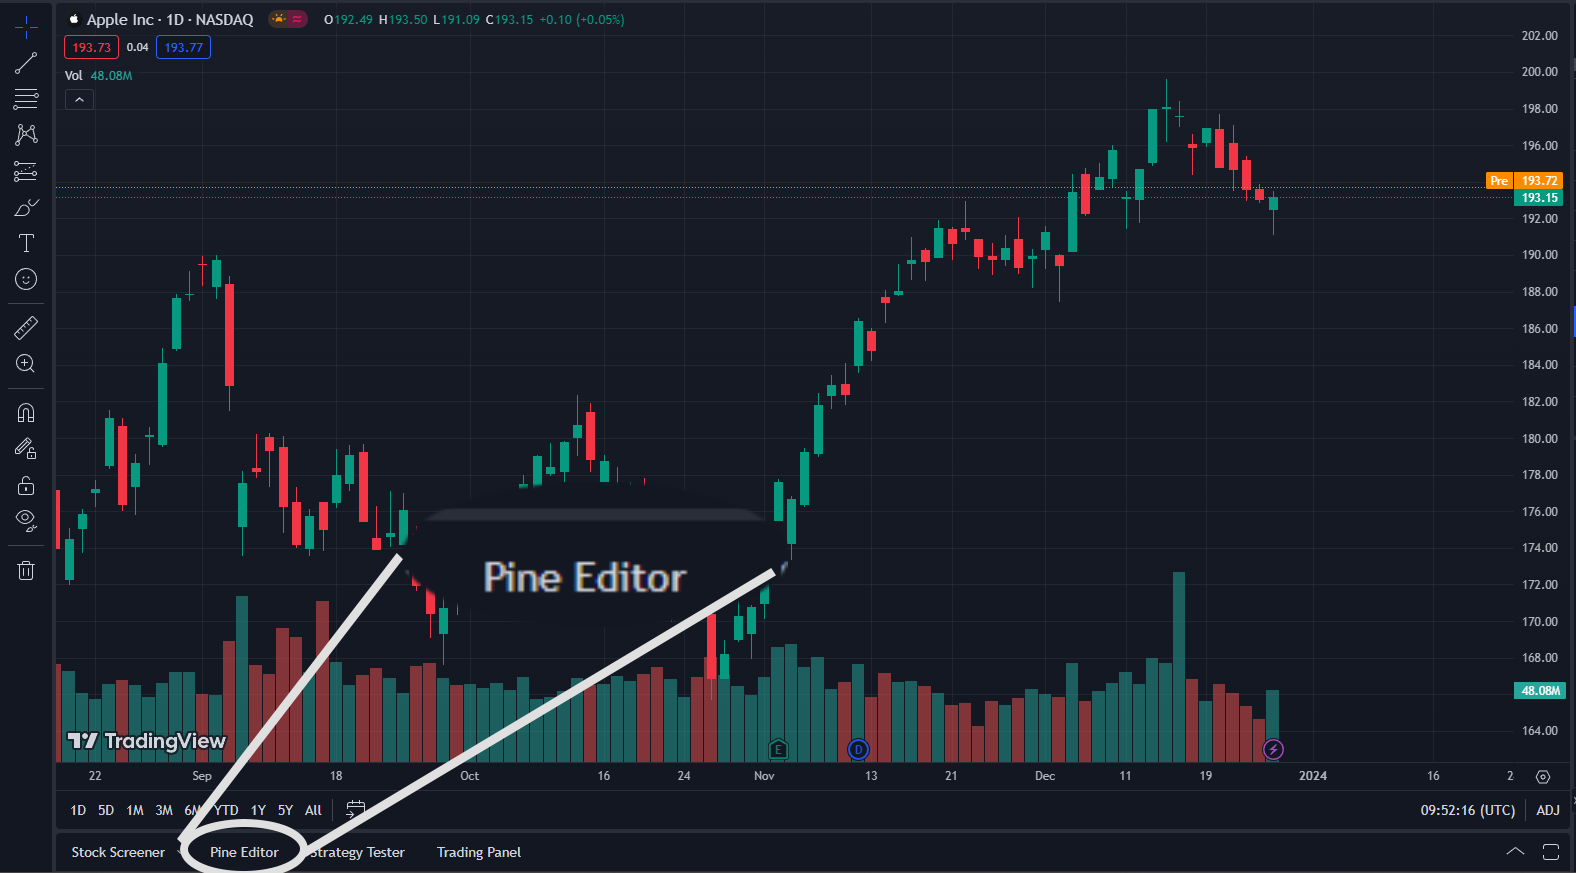 Apple Inc · 1D · NASDAQ O192.49 H193.50 L191.09 C193.15 +0.10 (+0.05%)
193.73 0.04 193.77
Vol 48.08M
202.00
200.00
198.00
196.00
Pre 193.72
193.15
192.00
190.00
188.00
186.00
184.00
182.00
180.00
178.00
176.00
174.00
Pine Editor
172.00
170.00
168.00
48.08M
164.00
TradingView
E D
22 Sep 18 Oct 16 24 Nov 13 21 Dec 11 19 2024 16 2
1D 5D 1M 3M 6M YTD 1Y 5Y All 09:52:16 (UTC) ADJ
Stock Screener Pine Editor Strategy Tester Trading Panel